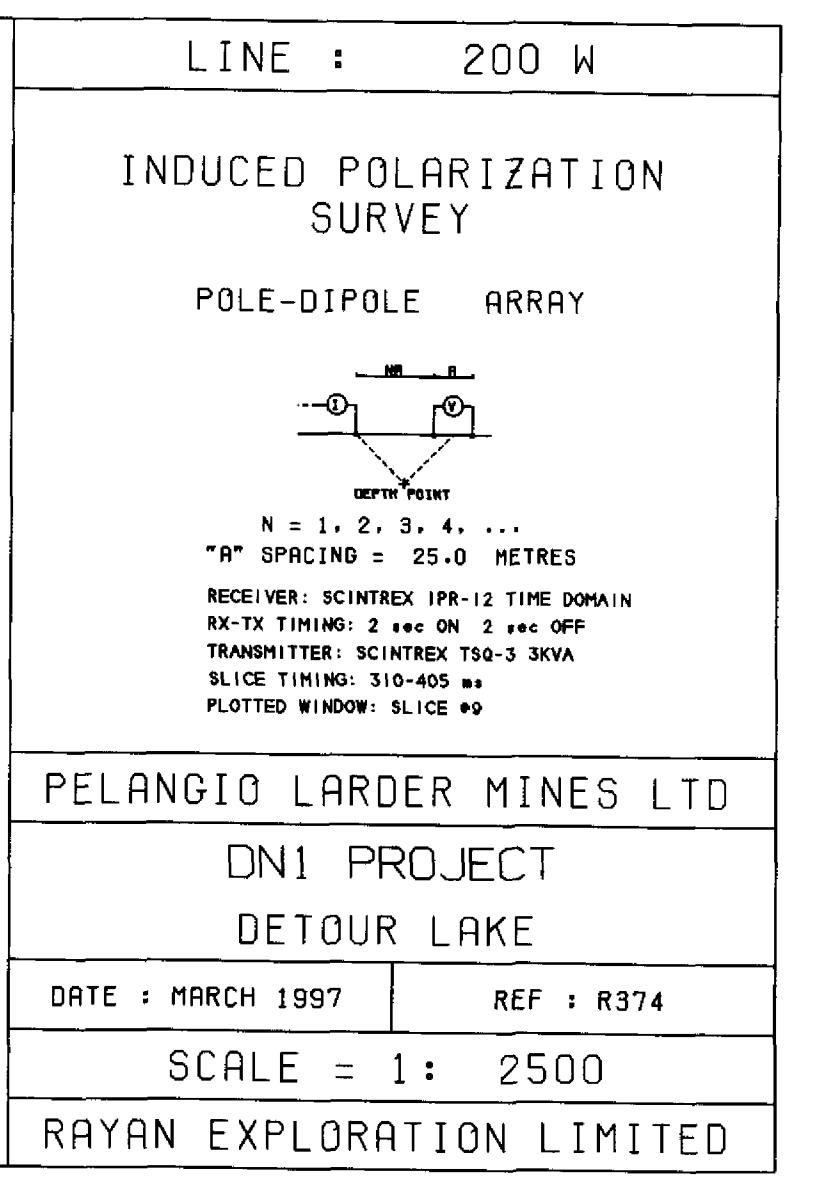 LINE : 200 W
INDUCED POLARIZATION
SURVEY
POLE-DIPOLE ARRAY
NA A
I V
DEPTH POINT
N = 1, 2, 3, 4, ...
"A" SPACING = 25.0 METRES
RECEIVER: SCINTREX IPR-12 TIME DOMAIN
RX-TX TIMING: 2 sec ON 2 sec OFF
TRANSMITTER: SCINTREX TSQ-3 3KVA
SLICE TIMING: 310-405 ms
PLOTTED WINDOW: SLICE #9
PELANGIO LARDER MINES LTD
DN1 PROJECT
DETOUR LAKE
DATE : MARCH 1997 REF : R374
SCALE = 1: 2500
RAYAN EXPLORATION LIMITED